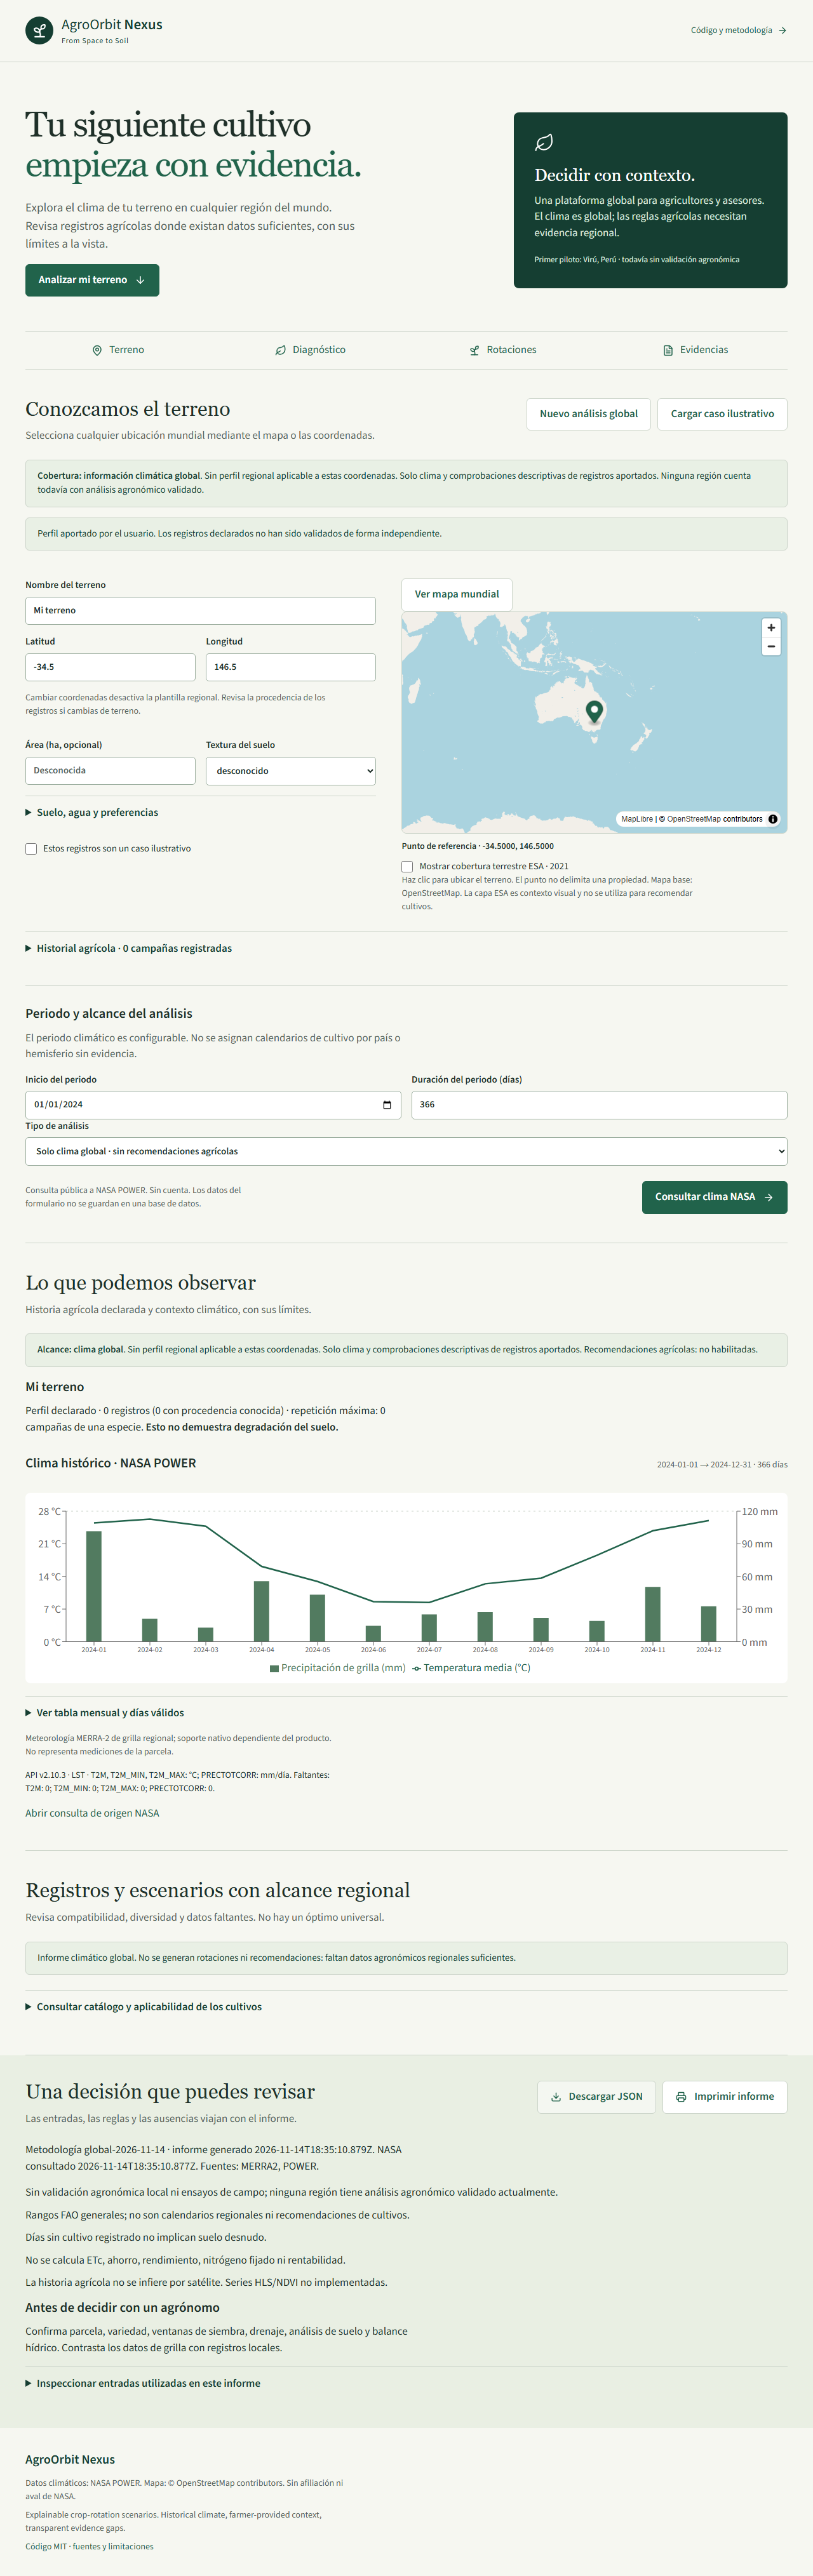 AgroOrbit Nexus
From Space to Soil
Código y metodología
Tu siguiente cultivo
empieza con evidencia.
Explora el clima de tu terreno en cualquier región del mundo.
Revisa registros agrícolas donde existan datos suficientes, con sus
límites a la vista.
Analizar mi terreno
Decidir con contexto.
Una plataforma global para agricultores y asesores.
El clima es global; las reglas agrícolas necesitan
evidencia regional.
Primer piloto: Virú, Perú · todavía sin validación agronómica
Terreno
Diagnóstico
Rotaciones
Evidencias
Conozcamos el terreno
Selecciona cualquier ubicación mundial mediante el mapa o las coordenadas.
Nuevo análisis global
Cargar caso ilustrativo
Cobertura: información climática global. Sin perfil regional aplicable a estas coordenadas. Solo clima y comprobaciones descriptivas de registros aportados. Ninguna región cuenta
todavía con análisis agronómico validado.
Perfil aportado por el usuario. Los registros declarados no han sido validados de forma independiente.
Nombre del terreno
Mi terreno
Latitud
Longitud
-34.5
146.5
Cambiar coordenadas desactiva la plantilla regional. Revisa la procedencia de los
registros si cambias de terreno.
Área (ha, opcional)
Textura del suelo
Desconocida
desconocido
Suelo, agua y preferencias
Estos registros son un caso ilustrativo
Ver mapa mundial
+
−
MapLibre | © OpenStreetMap contributors
Punto de referencia · -34.5000, 146.5000
Mostrar cobertura terrestre ESA · 2021
Haz clic para ubicar el terreno. El punto no delimita una propiedad. Mapa base:
OpenStreetMap. La capa ESA es contexto visual y no se utiliza para recomendar
cultivos.
Historial agrícola · 0 campañas registradas
Periodo y alcance del análisis
El periodo climático es configurable. No se asignan calendarios de cultivo por país o
hemisferio sin evidencia.
Inicio del periodo
Duración del periodo (días)
01/01/2024
366
Tipo de análisis
Solo clima global · sin recomendaciones agrícolas
Consulta pública a NASA POWER. Sin cuenta. Los datos del
formulario no se guardan en una base de datos.
Consultar clima NASA
Lo que podemos observar
Historia agrícola declarada y contexto climático, con sus límites.
Alcance: clima global. Sin perfil regional aplicable a estas coordenadas. Solo clima y comprobaciones descriptivas de registros aportados. Recomendaciones agrícolas: no habilitadas.
Mi terreno
Perfil declarado · 0 registros (0 con procedencia conocida) · repetición máxima: 0
campañas de una especie. Esto no demuestra degradación del suelo.
Clima histórico · NASA POWER
2024-01-01 → 2024-12-31 · 366 días
28 °C
21 °C
14 °C
7 °C
0 °C
120 mm
90 mm
60 mm
30 mm
0 mm
2024-01
2024-02
2024-03
2024-04
2024-05
2024-06
2024-07
2024-08
2024-09
2024-10
2024-11
2024-12
Precipitación de grilla (mm)
Temperatura media (°C)
Ver tabla mensual y días válidos
Meteorología MERRA-2 de grilla regional; soporte nativo dependiente del producto.
No representa mediciones de la parcela.
API v2.10.3 · LST · T2M, T2M_MIN, T2M_MAX: °C; PRECTOTCORR: mm/día. Faltantes:
T2M: 0; T2M_MIN: 0; T2M_MAX: 0; PRECTOTCORR: 0.
Abrir consulta de origen NASA
Registros y escenarios con alcance regional
Revisa compatibilidad, diversidad y datos faltantes. No hay un óptimo universal.
Informe climático global. No se generan rotaciones ni recomendaciones: faltan datos agronómicos regionales suficientes.
Consultar catálogo y aplicabilidad de los cultivos
Una decisión que puedes revisar
Las entradas, las reglas y las ausencias viajan con el informe.
Descargar JSON
Imprimir informe
Metodología global-2026-11-14 · informe generado 2026-11-14T18:35:10.879Z. NASA
consultado 2026-11-14T18:35:10.877Z. Fuentes: MERRA2, POWER.
Sin validación agronómica local ni ensayos de campo; ninguna región tiene análisis agronómico validado actualmente.
Rangos FAO generales; no son calendarios regionales ni recomendaciones de cultivos.
Días sin cultivo registrado no implican suelo desnudo.
No se calcula ETc, ahorro, rendimiento, nitrógeno fijado ni rentabilidad.
La historia agrícola no se infiere por satélite. Series HLS/NDVI no implementadas.
Antes de decidir con un agrónomo
Confirma parcela, variedad, ventanas de siembra, drenaje, análisis de suelo y balance
hídrico. Contrasta los datos de grilla con registros locales.
Inspeccionar entradas utilizadas en este informe
AgroOrbit Nexus
Datos climáticos: NASA POWER. Mapa: © OpenStreetMap contributors. Sin afiliación ni
aval de NASA.
Explainable crop-rotation scenarios. Historical climate, farmer-provided context,
transparent evidence gaps.
Código MIT · fuentes y limitaciones